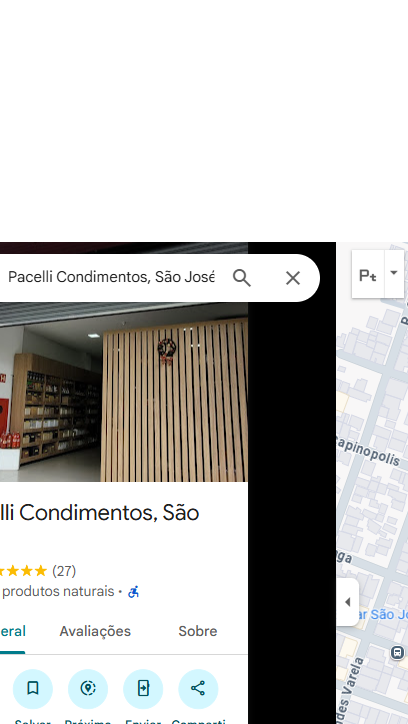 Pacelli Condimentos, São José
Pt
lli Condimentos, São
(27)
produtos naturais ·
eral
Avaliações
Sobre
Salvar
Próximo
Enviar
Comparti
apinopolis
ga
ar São Jo
des Varela